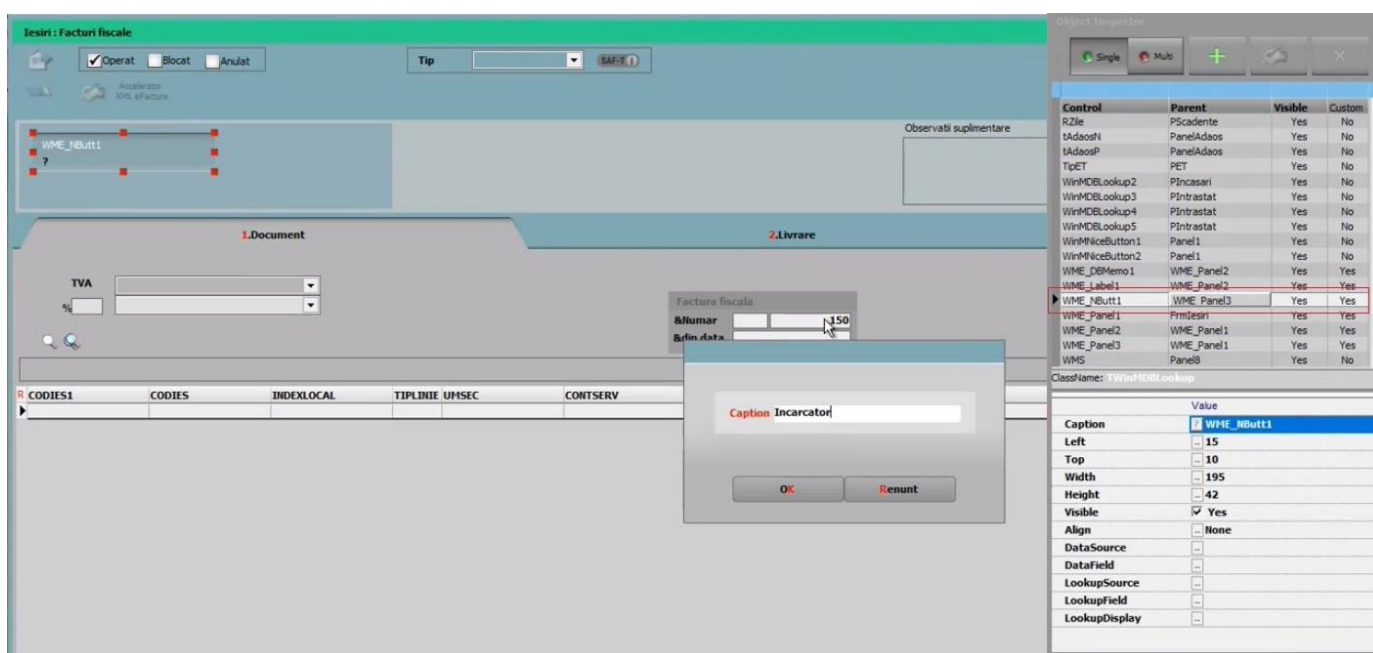 Iesiri : Facturi fiscale
Operat Blocat Anulat
Tip
SAF-T
Accelerator
XML eFactura
WME_NButt1
?
Observatii suplimentare
1.Document
2.Livrare
TVA
%
Factura fiscala
&Numar 150
&din data
R CODIES1 CODIES INDEXLOCAL TIPLINIE UMSEC CONTSERV
Caption Incarcator
OK Renunt
Object Inspector
Single Multi
Control Parent Visible Custom
RZile PScadente Yes No
tAdaosN PanelAdaos Yes No
tAdaosP PanelAdaos Yes No
TipET PET Yes No
WinMDBLookup2 PIncasari Yes No
WinMDBLookup3 PIntrastat Yes No
WinMDBLookup4 PIntrastat Yes No
WinMDBLookup5 PIntrastat Yes No
WinMNiceButton1 Panel1 Yes No
WinMNiceButton2 Panel1 Yes No
WME_DBMemo1 WME_Panel2 Yes Yes
WME_Label1 WME_Panel2 Yes Yes
WME_NButt1 WME_Panel3 Yes Yes
WME_Panel1 FrmIesiri Yes Yes
WME_Panel2 WME_Panel1 Yes Yes
WME_Panel3 WME_Panel1 Yes Yes
WMS Panel8 Yes No
ClassName: TWinMDBLookup
Value
Caption ? WME_NButt1
Left ... 15
Top ... 10
Width ... 195
Height ... 42
Visible Yes
Align ... None
DataSource ...
DataField ...
LookupSource ...
LookupField ...
LookupDisplay ...